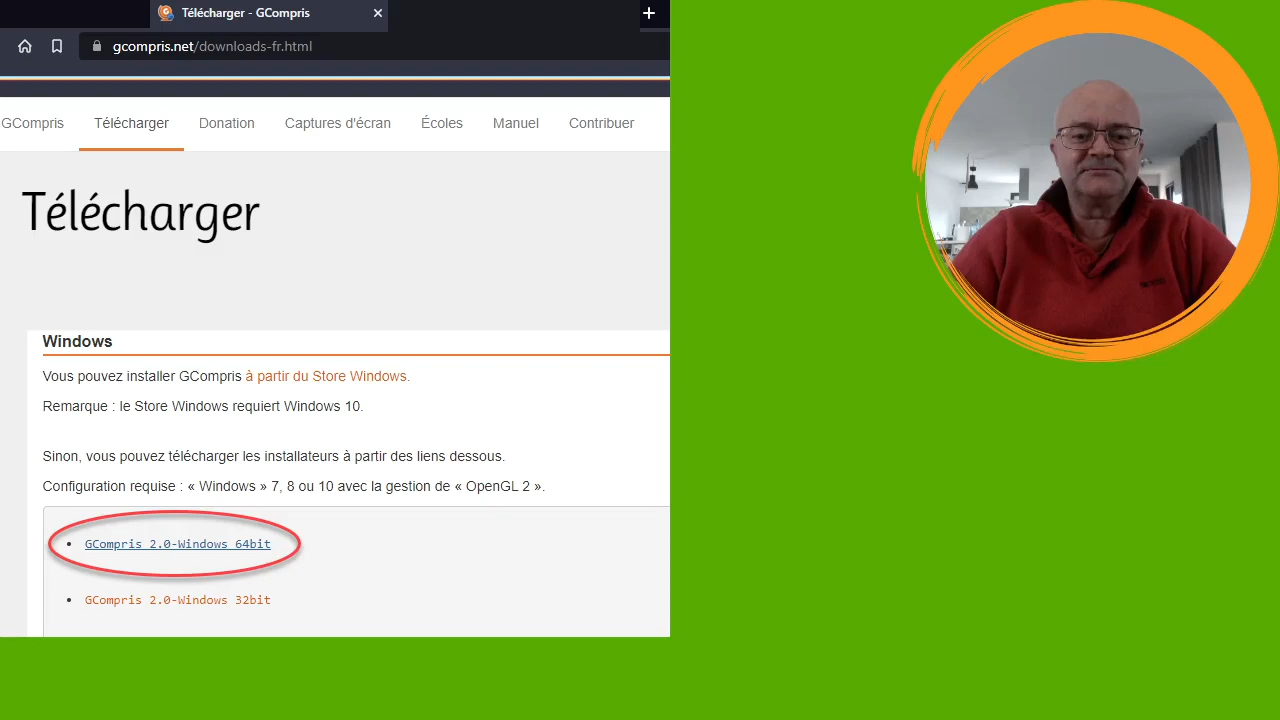 Télécharger - GCompris
gcompris.net/downloads-fr.html
GCompris Télécharger Donation Captures d'écran Écoles Manuel Contribuer
Télécharger
Windows
Vous pouvez installer GCompris à partir du Store Windows.
Remarque : le Store Windows requiert Windows 10.
Sinon, vous pouvez télécharger les installateurs à partir des liens dessous.
Configuration requise : « Windows » 7, 8 ou 10 avec la gestion de « OpenGL 2 ».
GCompris 2.0-Windows 64bit
GCompris 2.0-Windows 32bit